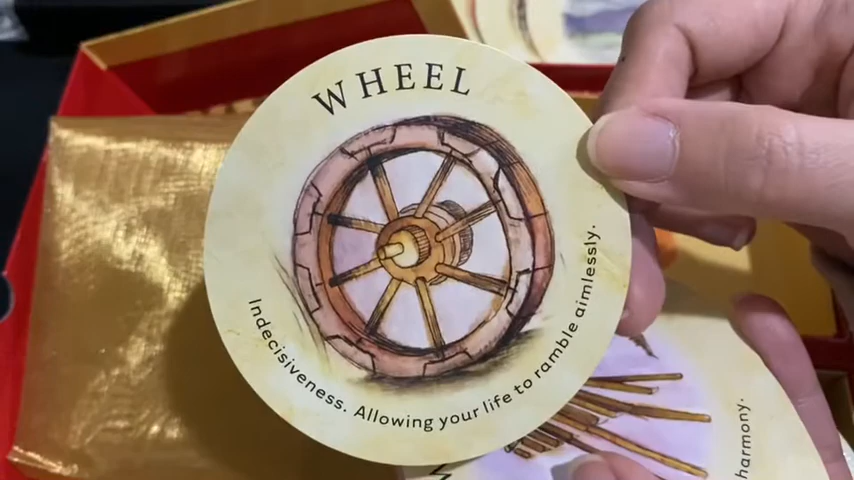 WHEEL
Indecisiveness. Allowing your life to ramble aimlessly.
harmony.